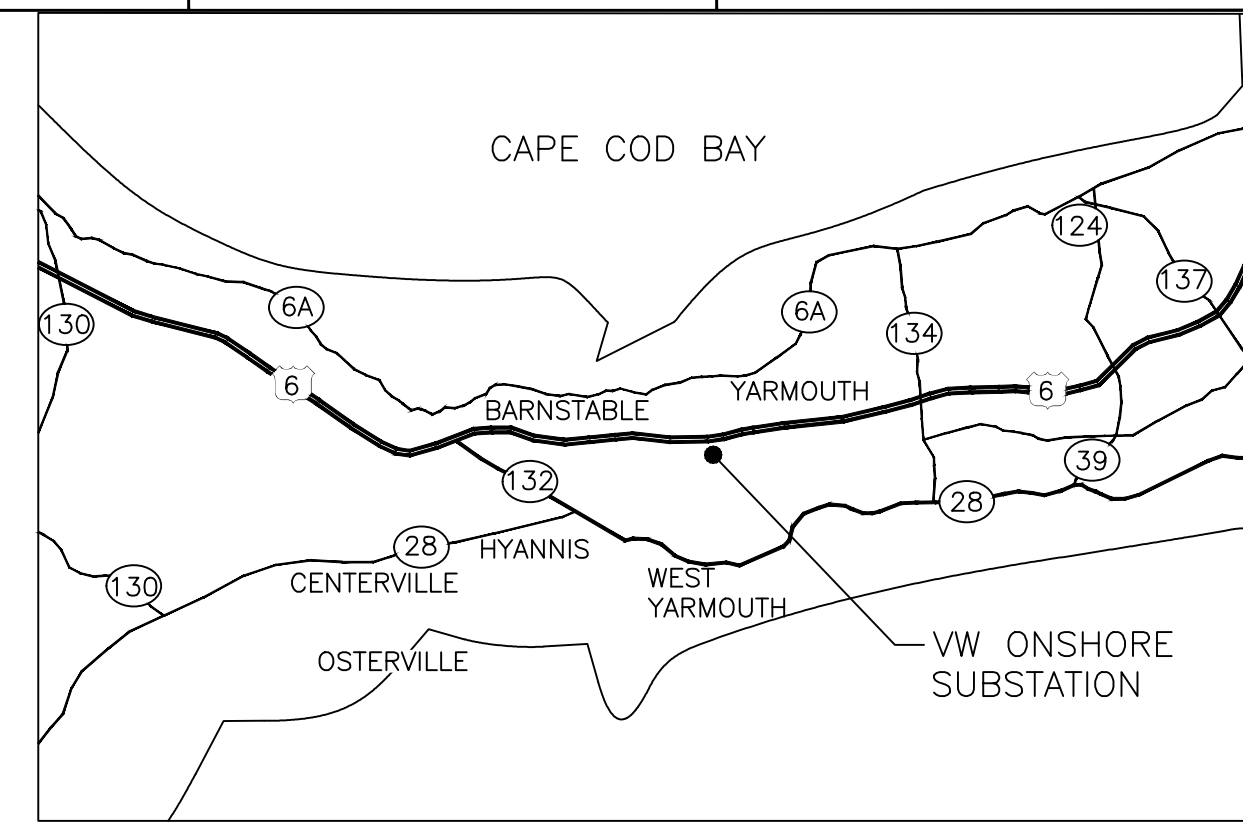 CAPE COD BAY
124
137
6A
6A
130
134
6
YARMOUTH
6
BARNSTABLE
39
132
28
28
HYANNIS
CENTERVILLE
130
WEST
YARMOUTH
OSTERVILLE
VW ONSHORE
SUBSTATION